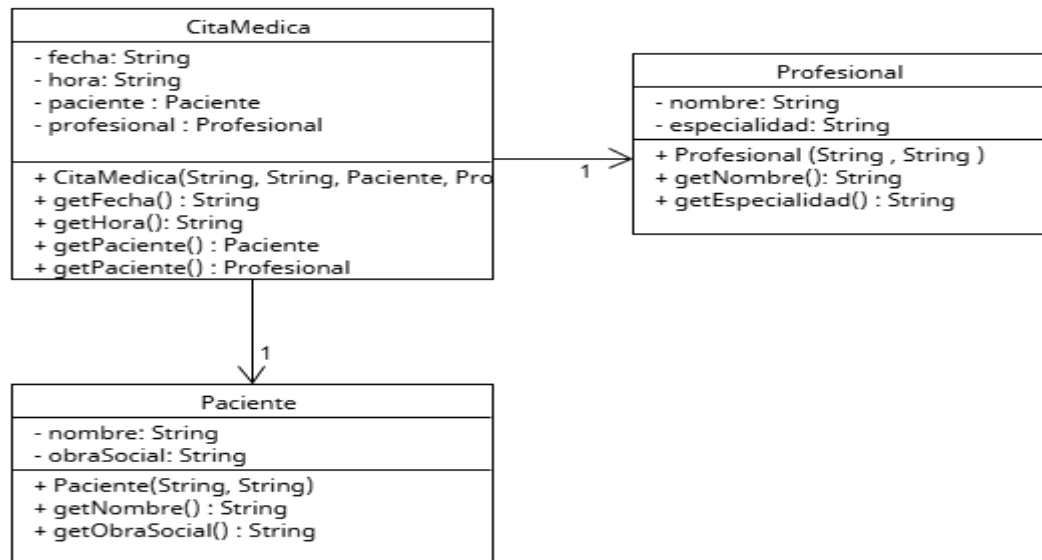 CitaMedica
- fecha: String
- hora: String
- paciente : Paciente
- profesional : Profesional
+ CitaMedica(String, String, Paciente, Pro
+ getFecha() : String
+ getHora(): String
+ getPaciente() : Paciente
+ getPaciente() : Profesional
1
Profesional
- nombre: String
- especialidad: String
+ Profesional (String , String )
+ getNombre(): String
+ getEspecialidad() : String
1
Paciente
- nombre: String
- obraSocial: String
+ Paciente(String, String)
+ getNombre() : String
+ getObraSocial() : String